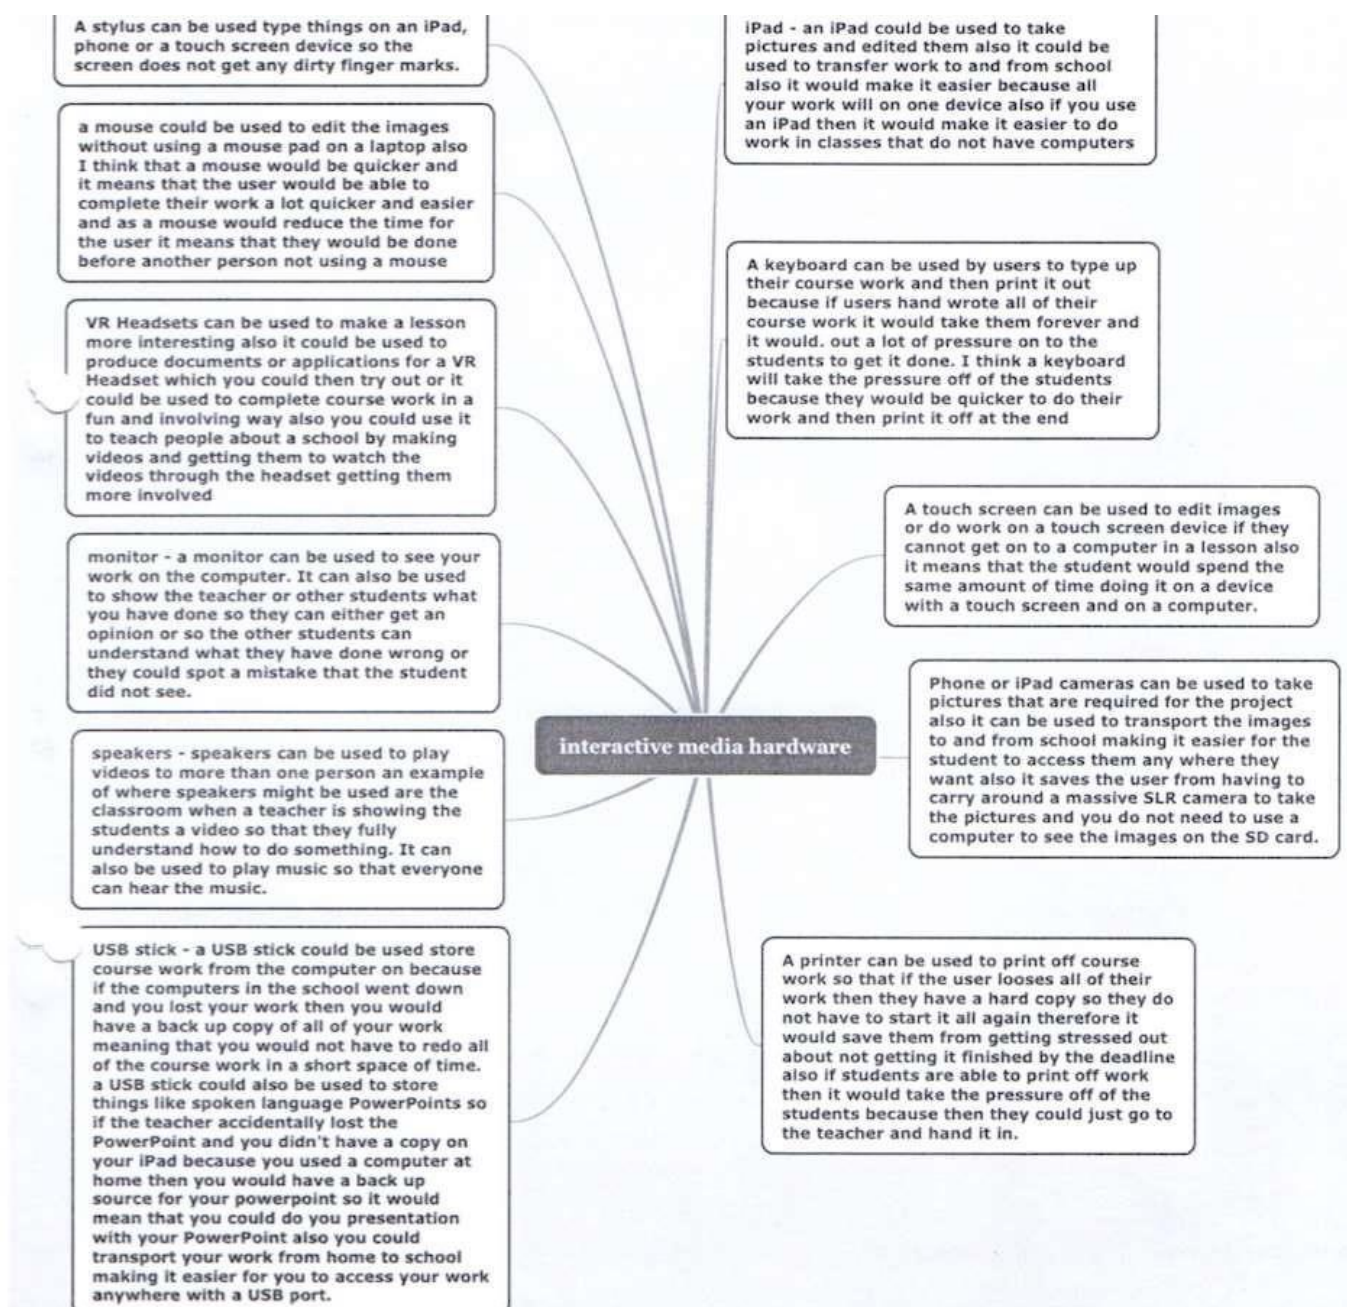 A stylus can be used type things on an iPad,
phone or a touch screen device so the
screen does not get any dirty finger marks.
a mouse could be used to edit the images
without using a mouse pad on a laptop also
I think that a mouse would be quicker and
it means that the user would be able to
complete their work a lot quicker and easier
and as a mouse would reduce the time for
the user it means that they would be done
before another person not using a mouse
VR Headsets can be used to make a lesson
more interesting also it could be used to
produce documents or applications for a VR
Headset which you could then try out or it
could be used to complete course work in a
fun and involving way also you could use it
to teach people about a school by making
videos and getting them to watch the
videos through the headset getting them
more involved
monitor - a monitor can be used to see your
work on the computer. It can also be used
to show the teacher or other students what
you have done so they can either get an
opinion or so the other students can
understand what they have done wrong or
they could spot a mistake that the student
did not see.
speakers - speakers can be used to play
videos to more than one person an example
of where speakers might be used are the
classroom when a teacher is showing the
students a video so that they fully
understand how to do something. It can
also be used to play music so that everyone
can hear the music.
USB stick - a USB stick could be used store
course work from the computer on because
if the computers in the school went down
and you lost your work then you would
have a back up copy of all of your work
meaning that you would not have to redo all
of the course work in a short space of time.
a USB stick could also be used to store
things like spoken language PowerPoints so
if the teacher accidentally lost the
PowerPoint and you didn't have a copy on
your iPad because you used a computer at
home then you would have a back up
source for your powerpoint so it would
mean that you could do you presentation
with your PowerPoint also you could
transport your work from home to school
making it easier for you to access your work
anywhere with a USB port.
interactive media hardware
iPad - an iPad could be used to take
pictures and edited them also it could be
used to transfer work to and from school
also it would make it easier because all
your work will on one device also if you use
an iPad then it would make it easier to do
work in classes that do not have computers
A keyboard can be used by users to type up
their course work and then print it out
because if users hand wrote all of their
course work it would take them forever and
it would. out a lot of pressure on to the
students to get it done. I think a keyboard
will take the pressure off of the students
because they would be quicker to do their
work and then print it off at the end
A touch screen can be used to edit images
or do work on a touch screen device if they
cannot get on to a computer in a lesson also
it means that the student would spend the
same amount of time doing it on a device
with a touch screen and on a computer.
Phone or iPad cameras can be used to take
pictures that are required for the project
also it can be used to transport the images
to and from school making it easier for the
student to access them any where they
want also it saves the user from having to
carry around a massive SLR camera to take
the pictures and you do not need to use a
computer to see the images on the SD card.
A printer can be used to print off course
work so that if the user looses all of their
work then they have a hard copy so they do
not have to start it all again therefore it
would save them from getting stressed out
about not getting it finished by the deadline
also if students are able to print off work
then it would take the pressure off of the
students because then they could just go to
the teacher and hand it in.